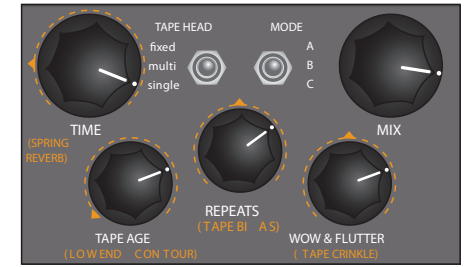 TAPE HEAD MODE
fixed A
multi B
single C
TIME MIX
(SPRING
REVERB)
REPEATS
(TAPE BI AS)
TAPE AGE WOW & FLUTTER
(LOW END CON TOUR) ( TAPE CRINKLE)